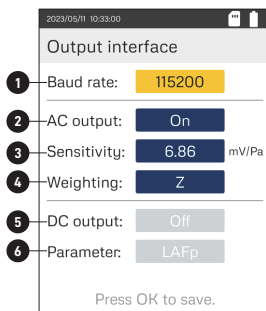 2023/05/11 10:33:00
Output interface
1 Baud rate: 115200
2 AC output: On
3 Sensitivity: 6.86 mV/Pa
4 Weighting: Z
5 DC output: Off
6 Parameter: LAFp
Press OK to save.